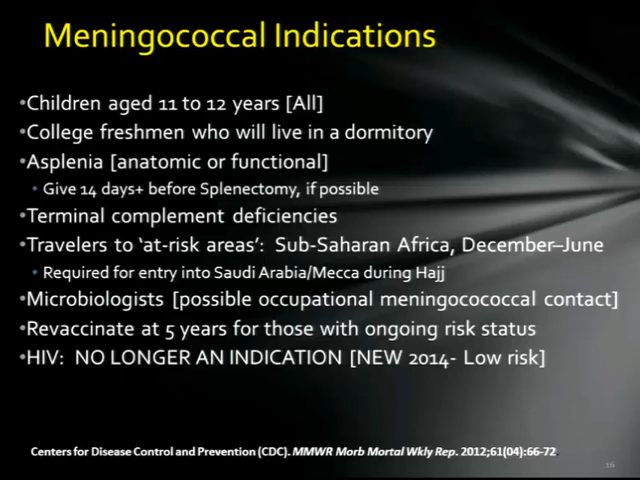 Meningococcal Indications
•Children aged 11 to 12 years [All]
•College freshmen who will live in a dormitory
•Asplenia [anatomic or functional]
• Give 14 days+ before Splenectomy, if possible
•Terminal complement deficiencies
•Travelers to ‘at-risk areas’: Sub-Saharan Africa, December–June
• Required for entry into Saudi Arabia/Mecca during Hajj
•Microbiologists [possible occupational meningocococcal contact]
•Revaccinate at 5 years for those with ongoing risk status
•HIV: NO LONGER AN INDICATION [NEW 2014- Low risk]
Centers for Disease Control and Prevention (CDC). MMWR Morb Mortal Wkly Rep. 2012;61(04):66-72.
16